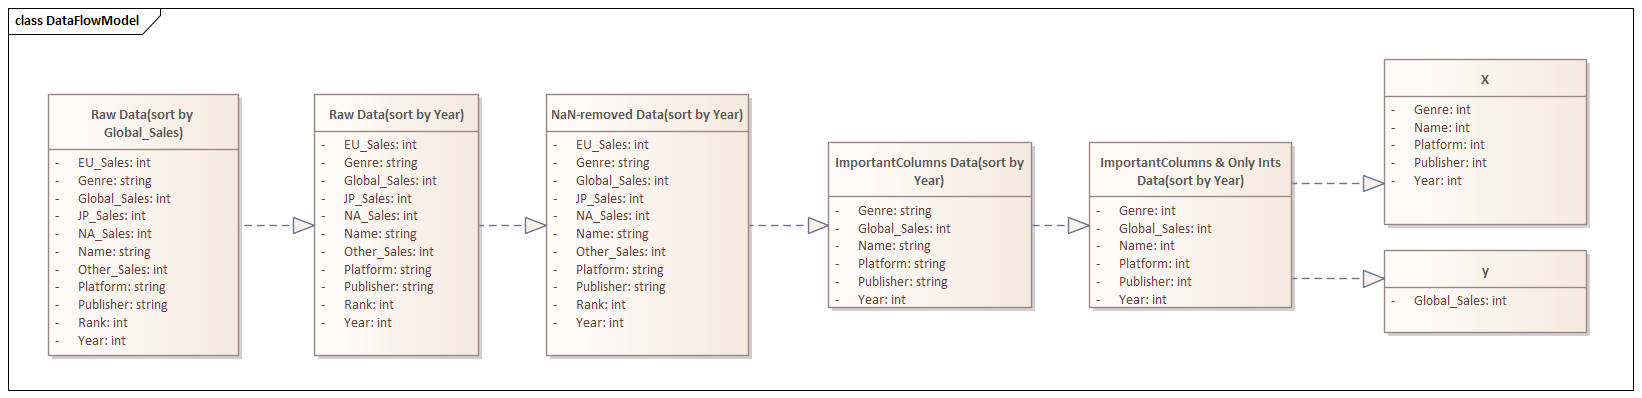 class DataFlowModel
Raw Data(sort by
Global_Sales)
- EU_Sales: int
- Genre: string
- Global_Sales: int
- JP_Sales: int
- NA_Sales: int
- Name: string
- Other_Sales: int
- Platform: string
- Publisher: string
- Rank: int
- Year: int
Raw Data(sort by Year)
- EU_Sales: int
- Genre: string
- Global_Sales: int
- JP_Sales: int
- NA_Sales: int
- Name: string
- Other_Sales: int
- Platform: string
- Publisher: string
- Rank: int
- Year: int
NaN-removed Data(sort by Year)
- EU_Sales: int
- Genre: string
- Global_Sales: int
- JP_Sales: int
- NA_Sales: int
- Name: string
- Other_Sales: int
- Platform: string
- Publisher: string
- Rank: int
- Year: int
ImportantColumns Data(sort by
Year)
- Genre: string
- Global_Sales: int
- Name: string
- Platform: string
- Publisher: string
- Year: int
ImportantColumns & Only Ints
Data(sort by Year)
- Genre: int
- Global_Sales: int
- Name: int
- Platform: int
- Publisher: int
- Year: int
X
- Genre: int
- Name: int
- Platform: int
- Publisher: int
- Year: int
y
- Global_Sales: int